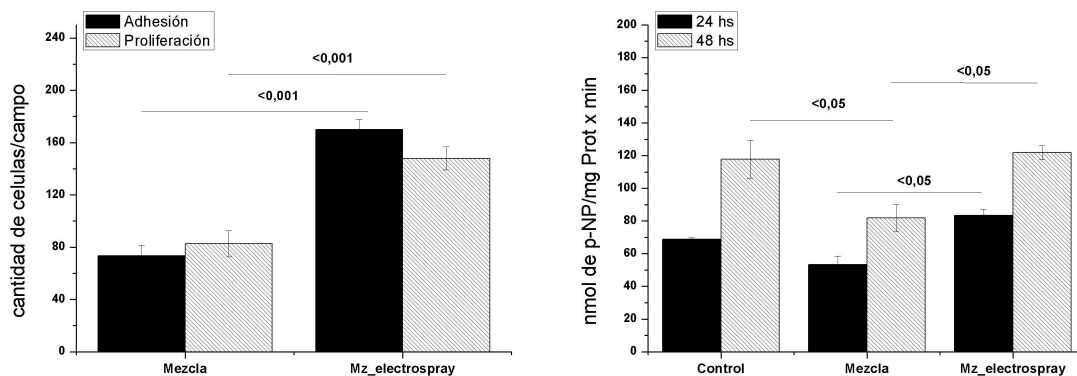 Adhesión
Proliferación
cantidad de celulas/campo
240
200
160
120
80
40
0
<0,001
<0,001
Mezcla
Mz_electrospray
24 hs
48 hs
nmol de p-NP/mg Prot x min
200
180
160
140
120
100
80
60
40
20
0
<0,05
<0,05
<0,05
Control
Mezcla
Mz_electrospray